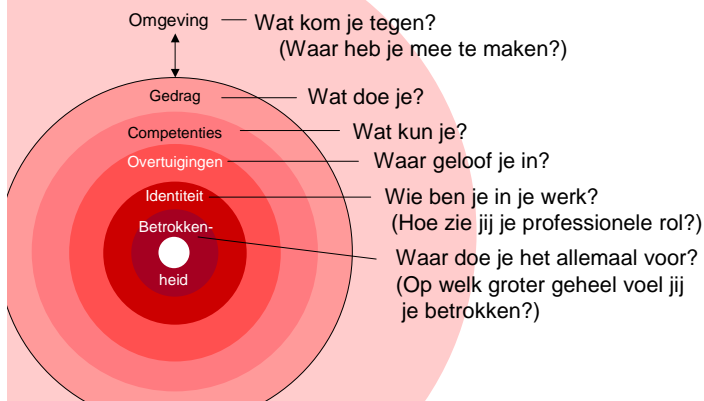 Omgeving
Wat kom je tegen?
(Waar heb je mee te maken?)
Gedrag
Wat doe je?
Competenties
Wat kun je?
Overtuigingen
Waar geloof je in?
Identiteit
Wie ben je in je werk?
(Hoe zie jij je professionele rol?)
Betrokken-
heid
Waar doe je het allemaal voor?
(Op welk groter geheel voel jij
je betrokken?)